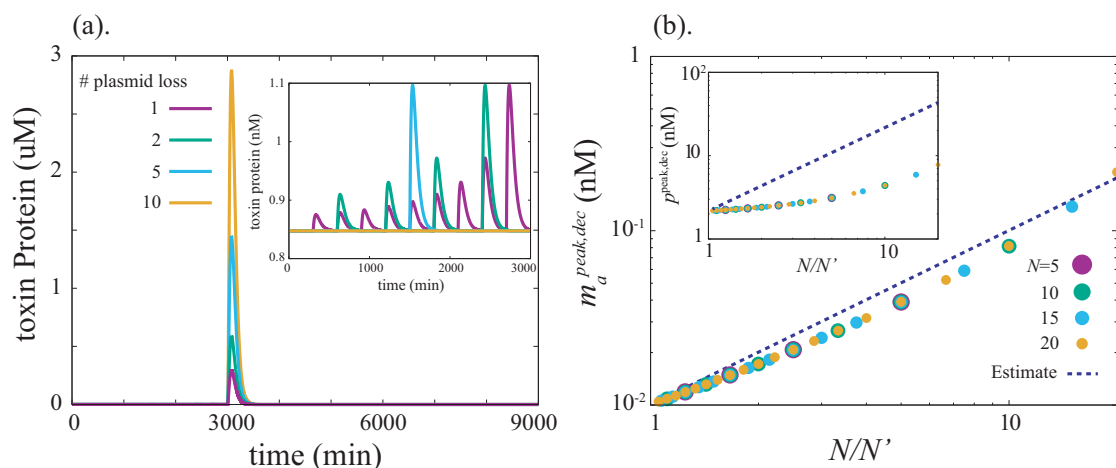 (a).
3
2
1
0
toxin Protein (uM)
0
3000
6000
9000
time (min)
# plasmid loss
1
2
5
10
1.1
1
0.9
0.8
toxin protein (nM)
0
1000
2000
3000
time (min)
(b).
1
10⁻¹
10⁻²
mₐ^peak,dec (nM)
1
10
N/N’
10²
10
1
p^peak,dec (nM)
1
10
N/N’
N=5
10
15
20
Estimate